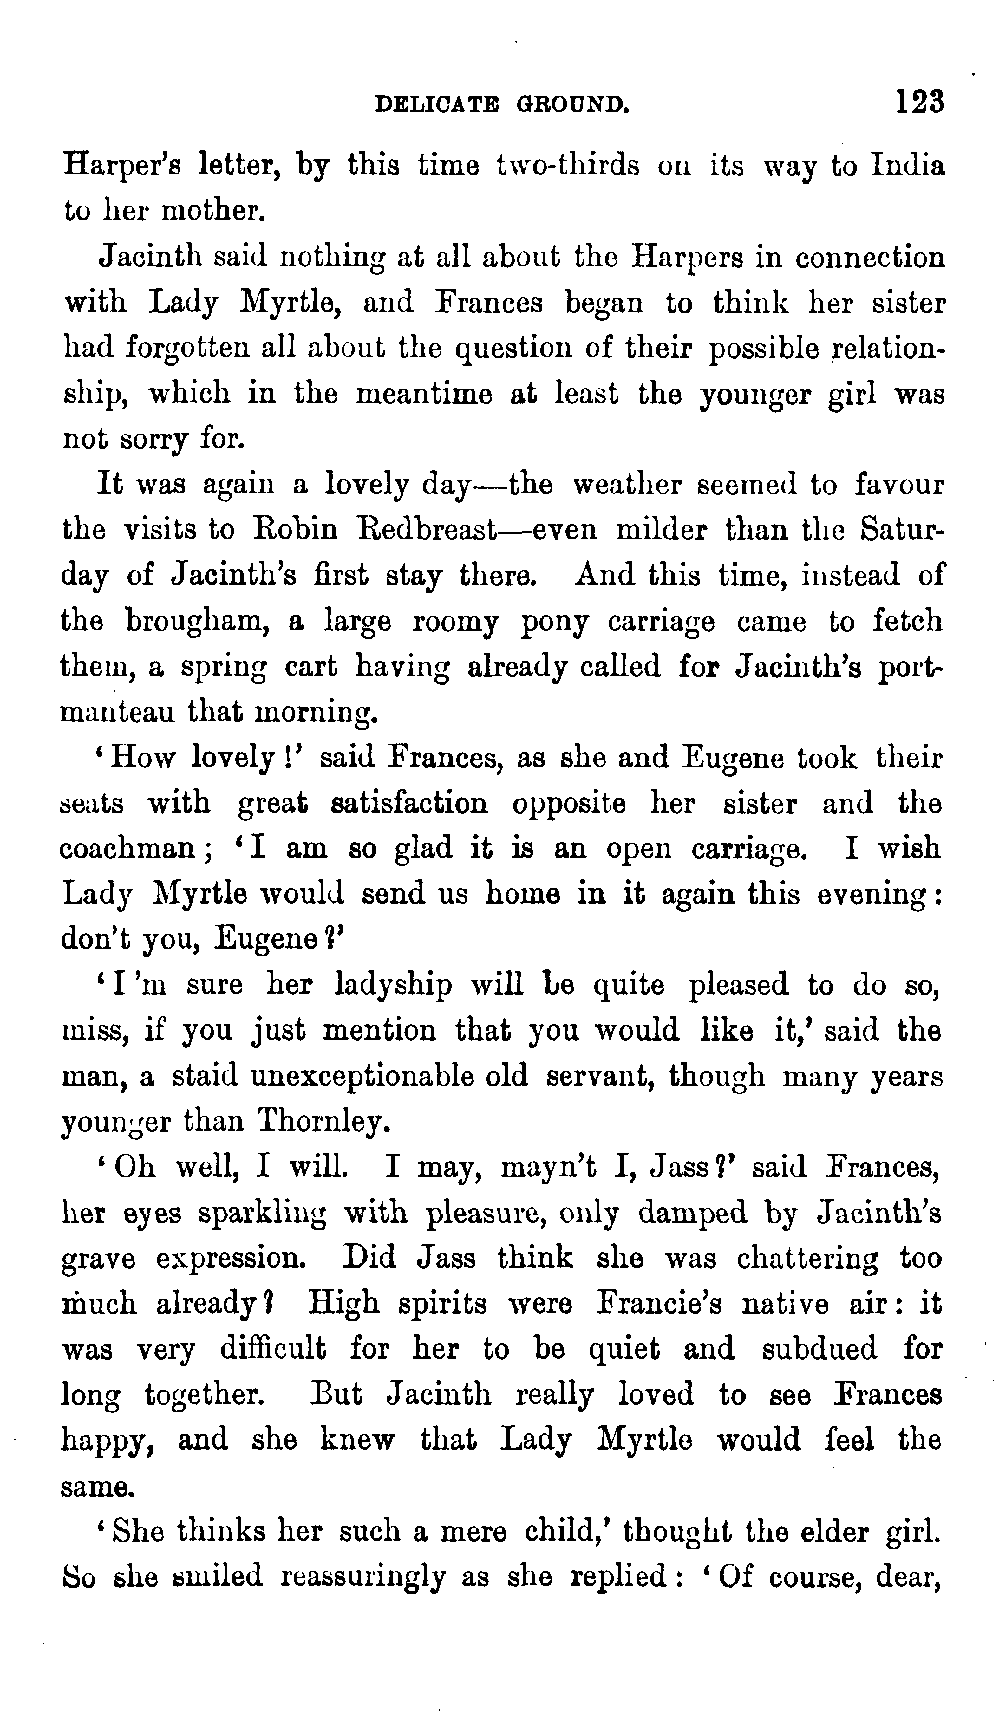 DELICATE GROUND. 123
Harper's letter, by this time two-thirds on its way to India
to her mother.
Jacinth said nothing at all about the Harpers in connection
with Lady Myrtle, and Frances began to think her sister
had forgotten all about the question of their possible relation-
ship, which in the meantime at least the younger girl was
not sorry for.
It was again a lovely day—the weather seemed to favour
the visits to Robin Redbreast—even milder than the Satur-
day of Jacinth's first stay there. And this time, instead of
the brougham, a large roomy pony carriage came to fetch
them, a spring cart having already called for Jacinth's port-
manteau that morning.
‘How lovely!’ said Frances, as she and Eugene took their
seats with great satisfaction opposite her sister and the
coachman; ‘I am so glad it is an open carriage. I wish
Lady Myrtle would send us home in it again this evening:
don't you, Eugene?’
‘I'm sure her ladyship will be quite pleased to do so,
miss, if you just mention that you would like it,’ said the
man, a staid unexceptionable old servant, though many years
younger than Thornley.
‘Oh well, I will. I may, mayn't I, Jass?’ said Frances,
her eyes sparkling with pleasure, only damped by Jacinth's
grave expression. Did Jass think she was chattering too
much already? High spirits were Francie's native air: it
was very difficult for her to be quiet and subdued for
long together. But Jacinth really loved to see Frances
happy, and she knew that Lady Myrtle would feel the
same.
‘She thinks her such a mere child,’ thought the elder girl.
So she smiled reassuringly as she replied: ‘Of course, dear,